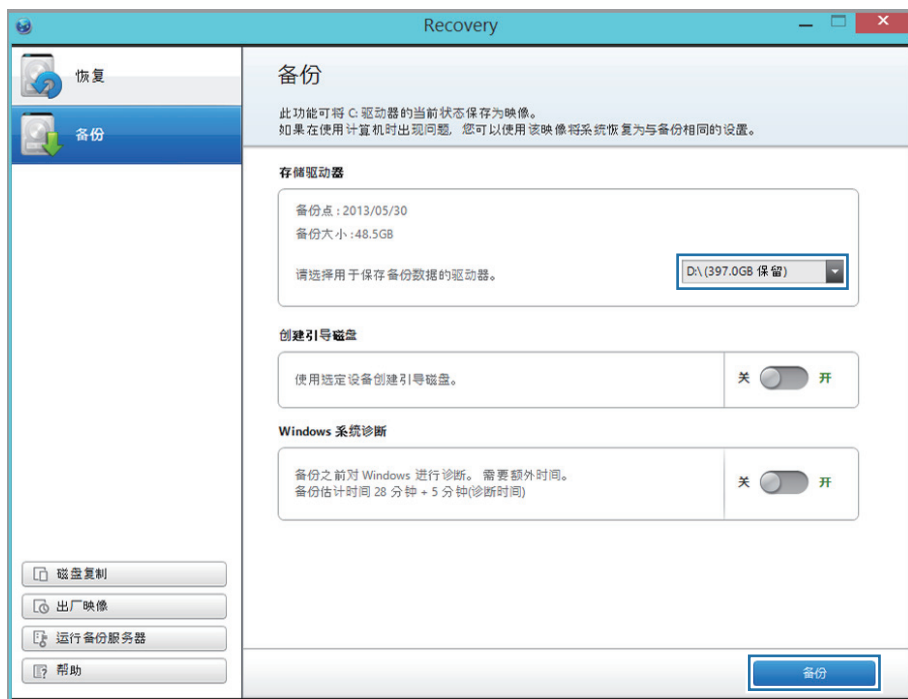 Recovery
恢复
备份
备份
此功能可将 C: 驱动器的当前状态保存为映像。
如果在使用计算机时出现问题，您可以使用该映像将系统恢复为与备份相同的设置。
存储驱动器
备份点 : 2013/05/30
备份大小 :48.5GB
请选择用于保存备份数据的驱动器。
D:\ (397.0GB 保留)
创建引导磁盘
使用选定设备创建引导磁盘。
关 开
Windows 系统诊断
备份之前对 Windows 进行诊断。 需要额外时间。
备份估计时间 28 分钟 + 5 分钟(诊断时间)
关 开
磁盘复制
出厂映像
运行备份服务器
帮助
备份